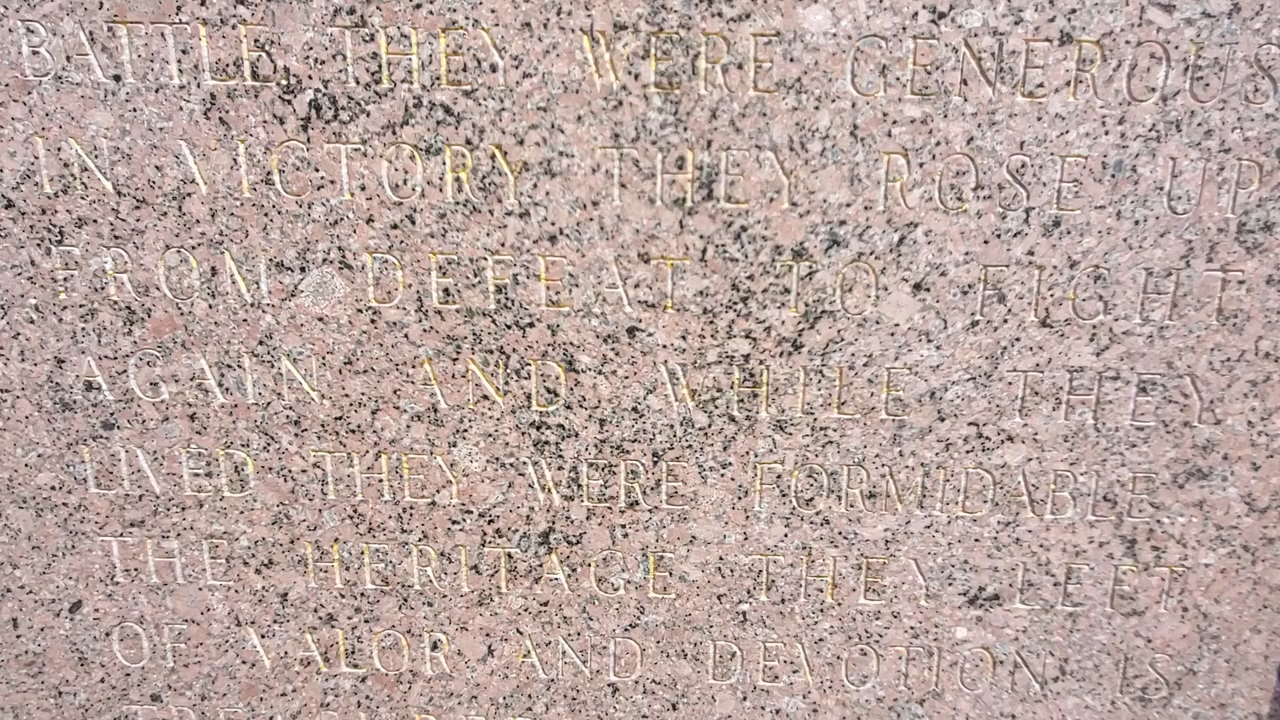 BATTLE THEY WERE GENEROUS
IN VICTORY THEY ROSE UP
FROM DEFEAT TO FIGHT
AGAIN AND WHILE THEY
LIVED THEY WERE FORMIDABLE.
THE HERITAGE THEY LEFT
OF VALOR AND DEVOTION IS